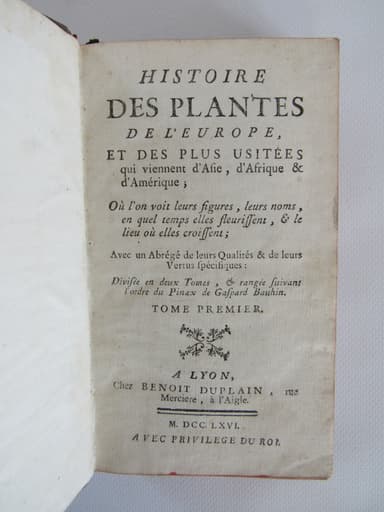 HISTOIRE
DES PLANTES
DE L'EUROPE,
ET DES PLUS USITÉES
qui viennent d'Asie, d'Afrique &
d'Amérique ;
Où l'on voit leurs figures, leurs noms,
en quel temps elles fleurissent, & le
lieu où elles croissent ;
Avec un Abrégé de leurs Qualités & de leurs
Vertus spécifiques :
Divisée en deux Tomes, & rangée suivant
l'ordre du Pinax de Gaspard Bauhin.
TOME PREMIER.
A LYON,
Chez BENOIT DUPLAIN, rue
Merciere, à l'Aigle.
M. DCC. LXVI.
AVEC PRIVILEGE DU ROI.